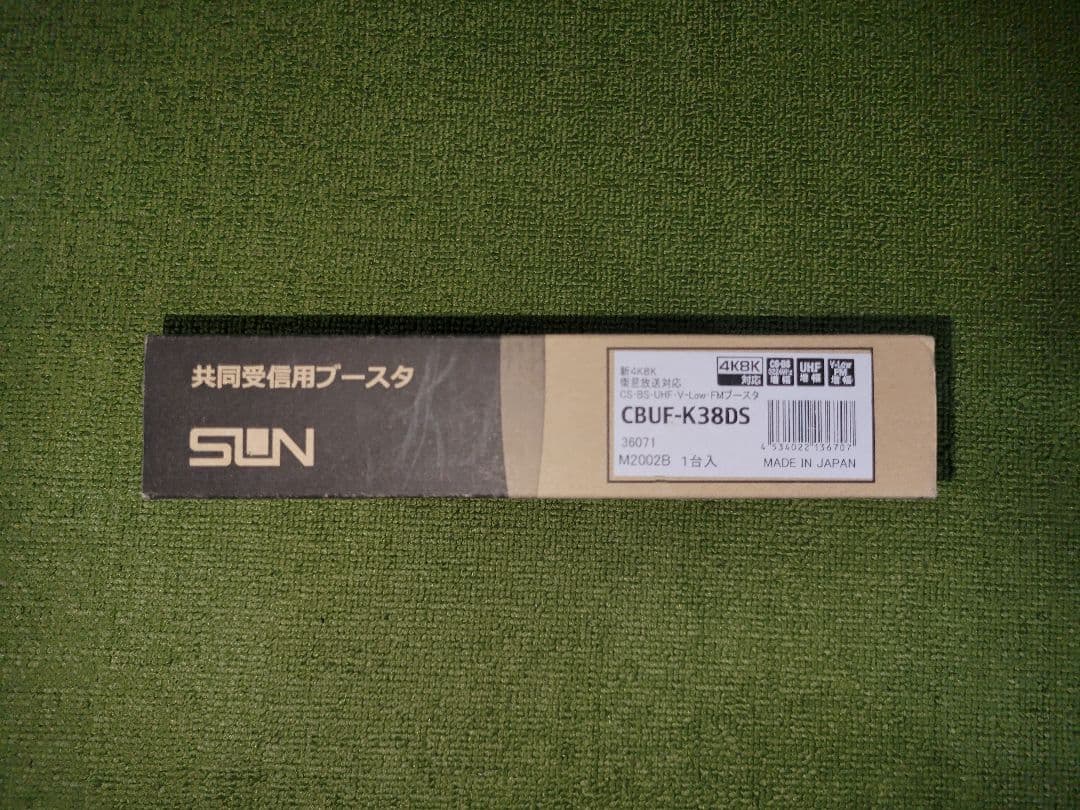 共同受信用ブースタ
SUN
新4K8K
衛星放送対応
CS・BS・UHF・V-Low・FMブースタ
4K8K
対応
CS・BS
3224MHz
増幅
UHF
増幅
V-Low
FM
増幅
CBUF-K38DS
36071
4534022136707
M2002B 1台入
MADE IN JAPAN